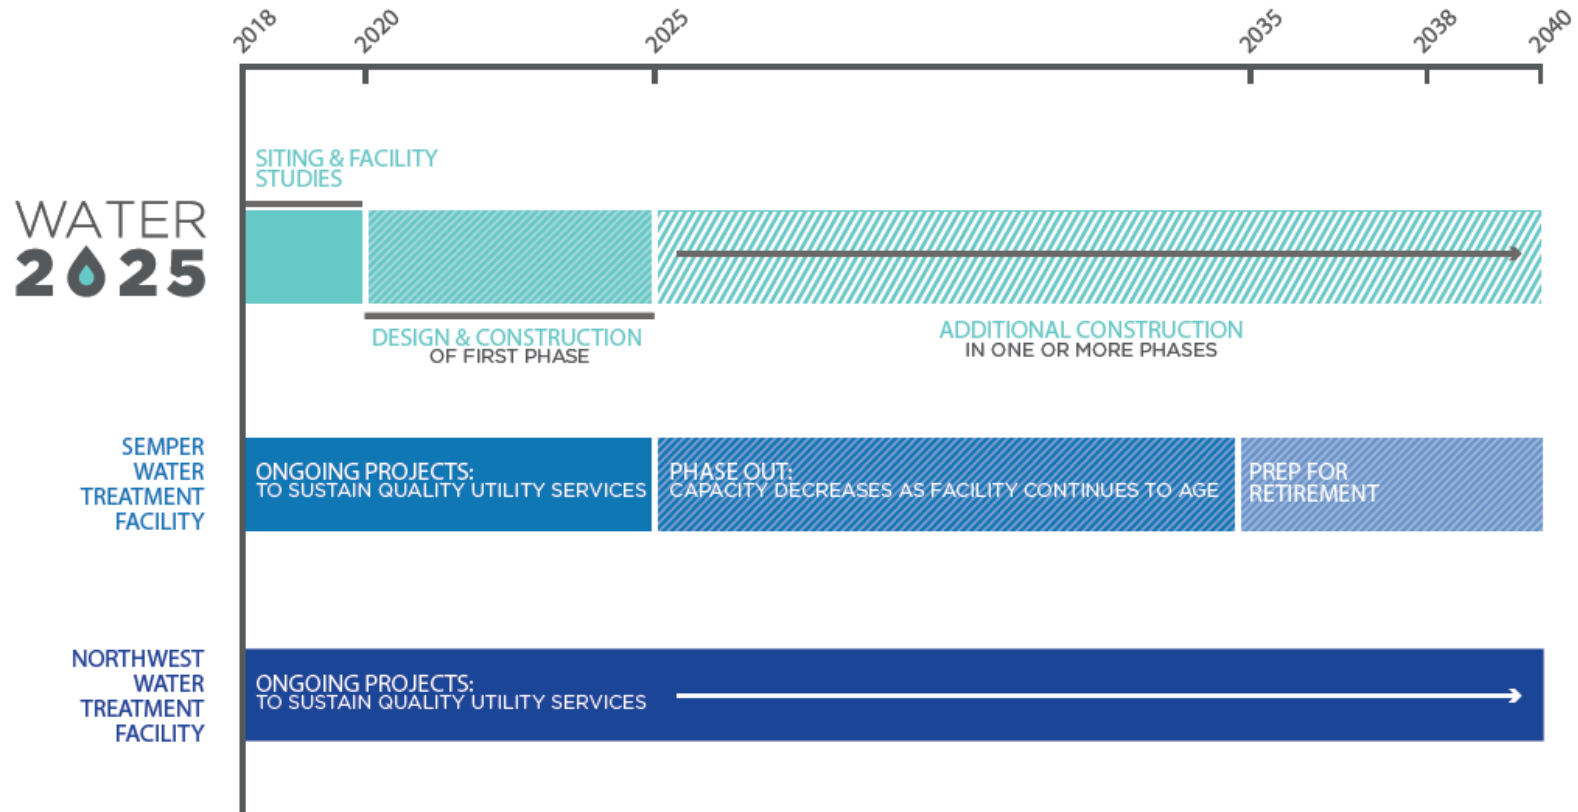 2018 2020 2025 2035 2038 2040
SITING & FACILITY
STUDIES
WATER
2025
DESIGN & CONSTRUCTION
OF FIRST PHASE
ADDITIONAL CONSTRUCTION
IN ONE OR MORE PHASES
SEMPER
WATER
TREATMENT
FACILITY
ONGOING PROJECTS:
TO SUSTAIN QUALITY UTILITY SERVICES
PHASE OUT:
CAPACITY DECREASES AS FACILITY CONTINUES TO AGE
PREP FOR
RETIREMENT
NORTHWEST
WATER
TREATMENT
FACILITY
ONGOING PROJECTS:
TO SUSTAIN QUALITY UTILITY SERVICES